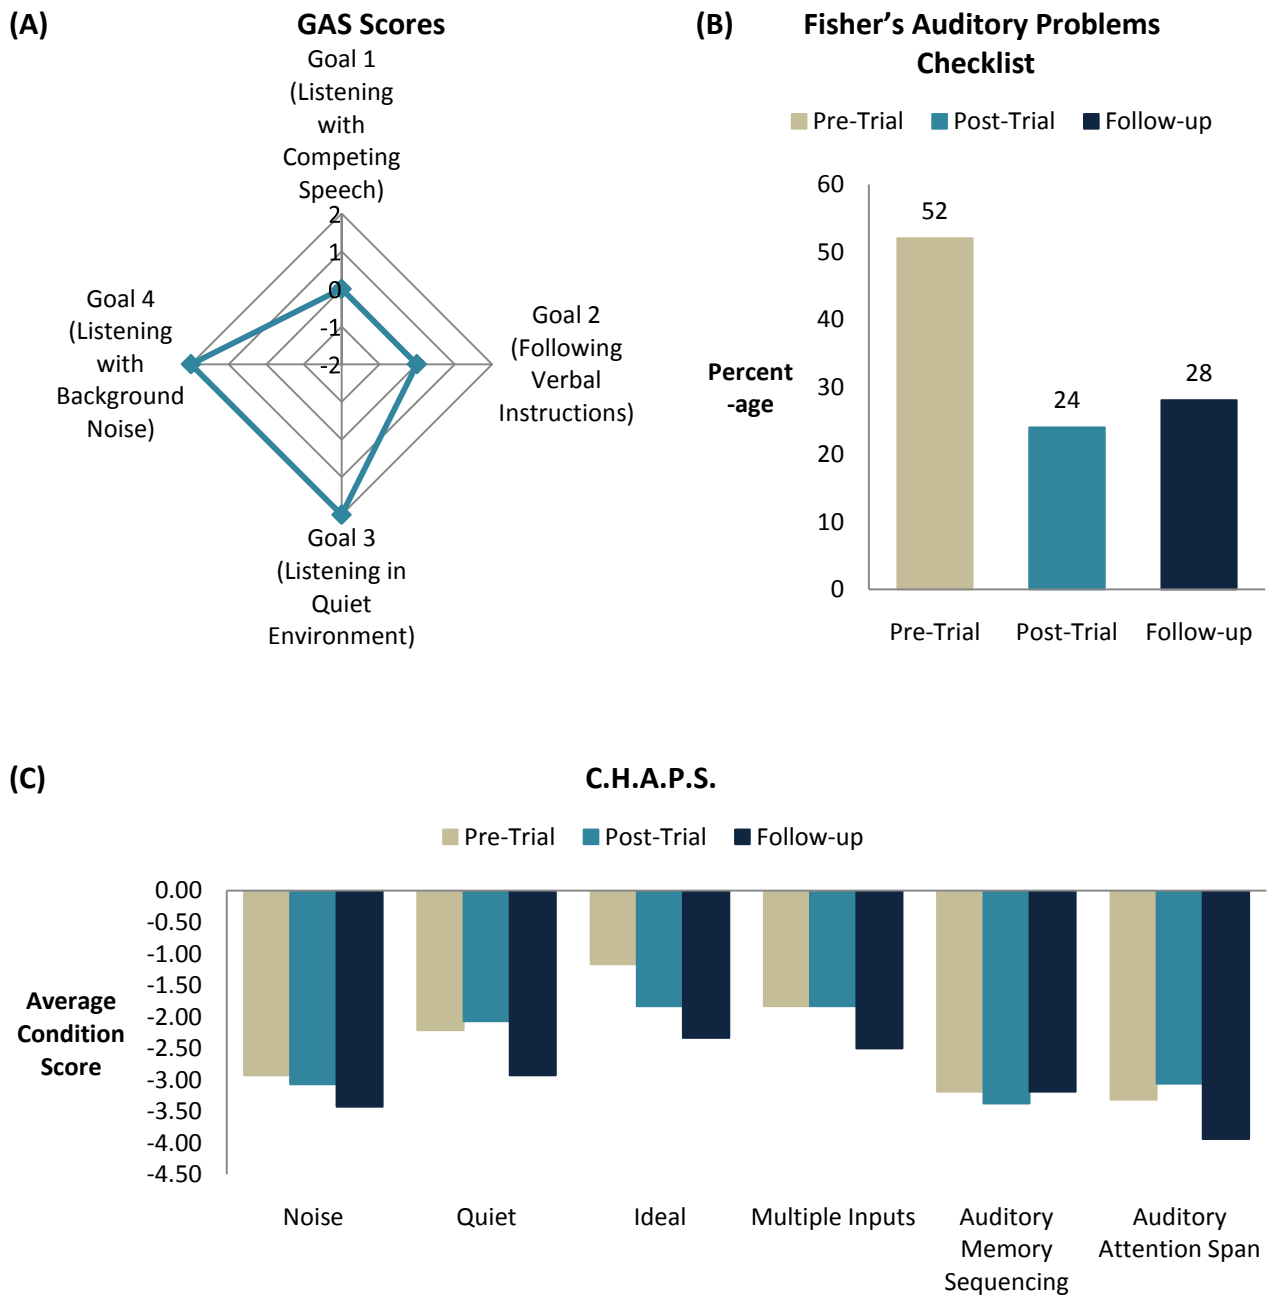 (A)
GAS Scores
Goal 1
(Listening
with
Competing
Speech)
2
1
0
-1
-2
Goal 4
(Listening
with
Background
Noise)
Goal 2
(Following
Verbal
Instructions)
Goal 3
(Listening in
Quiet
Environment)
(B)
Fisher’s Auditory Problems
Checklist
Pre-Trial Post-Trial Follow-up
60
50
40
30
20
10
0
Percent
-age
52
24
28
Pre-Trial Post-Trial Follow-up
(C)
C.H.A.P.S.
Pre-Trial Post-Trial Follow-up
0.00
-0.50
-1.00
-1.50
-2.00
-2.50
-3.00
-3.50
-4.00
-4.50
Average
Condition
Score
Noise
Quiet
Ideal
Multiple Inputs
Auditory
Memory
Sequencing
Auditory
Attention Span